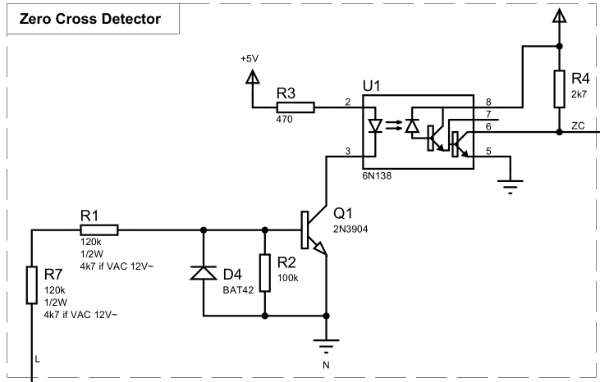 Zero Cross Detector
+5V
R3
470
U1
2
3
8
7
6
5
6N138
R4
2k7
ZC
Q1
2N3904
R1
120k
1/2W
4k7 if VAC 12V~
R7
120k
1/2W
4k7 if VAC 12V~
D4
BAT42
R2
100k
L
N